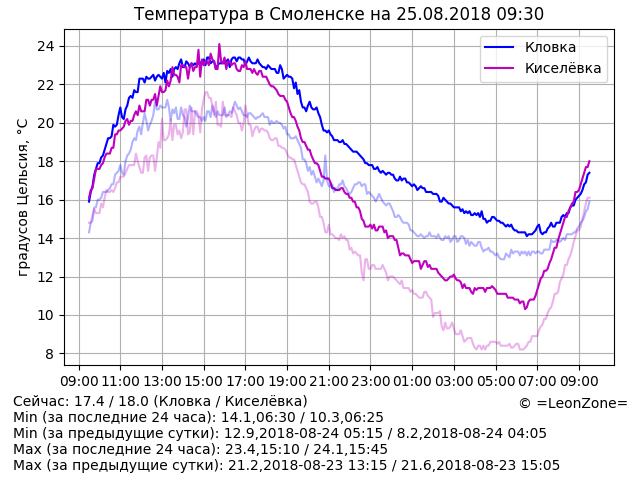 Температура в Смоленске на 25.08.2018 09:30
градусов Цельсия, °C
24
22
20
18
16
14
12
10
8
Кловка
Киселёвка
09:00 11:00 13:00 15:00 17:00 19:00 21:00 23:00 01:00 03:00 05:00 07:00 09:00
Сейчас: 17.4 / 18.0 (Кловка / Киселёвка)
© =LeonZone=
Min (за последние 24 часа): 14.1,06:30 / 10.3,06:25
Min (за предыдущие сутки): 12.9,2018-08-24 05:15 / 8.2,2018-08-24 04:05
Max (за последние 24 часа): 23.4,15:10 / 24.1,15:45
Max (за предыдущие сутки): 21.2,2018-08-23 13:15 / 21.6,2018-08-23 15:05